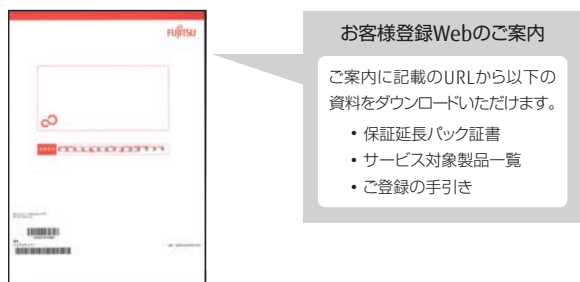 FUJITSU
お客様登録Webのご案内
ご案内に記載のURLから以下の
資料をダウンロードいただけます。
• 保証延長パック証書
• サービス対象製品一覧
• ご登録の手引き